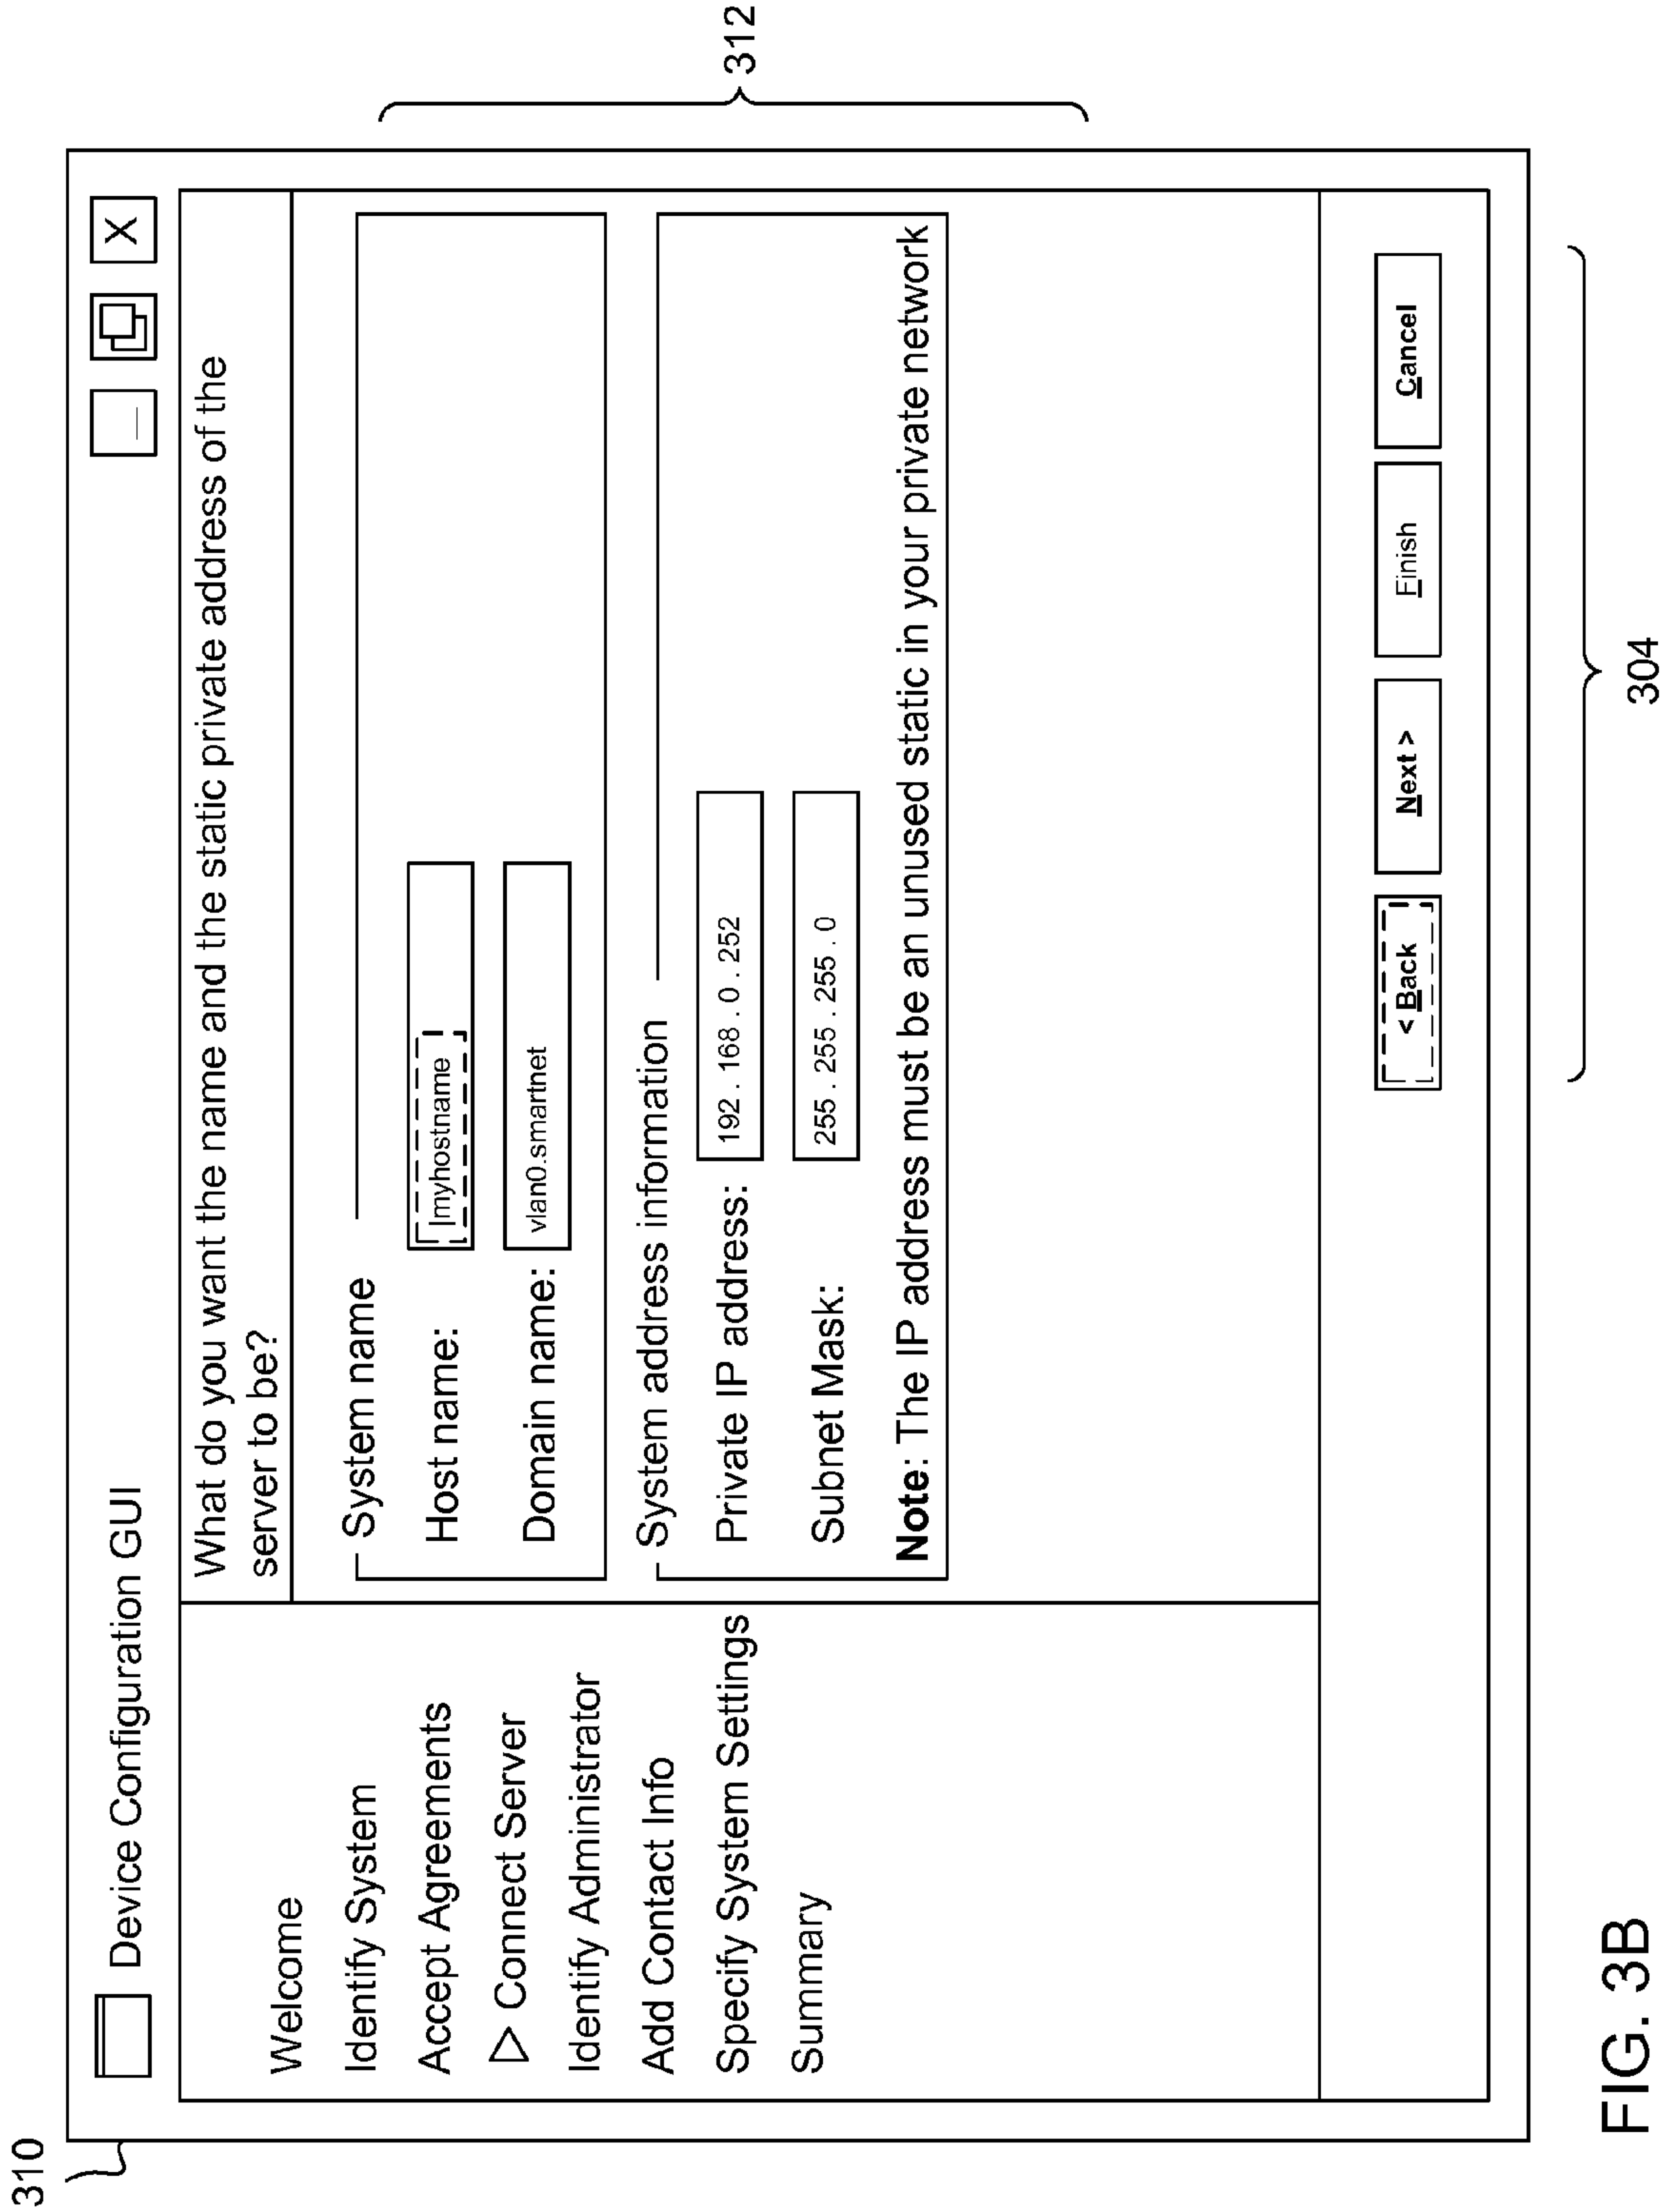 310
Device Configuration GUI
_
X
Welcome
Identify System
Accept Agreements
Connect Server
Identify Administrator
Add Contact Info
Specify System Settings
Summary
What do you want the name and the static private address of the
server to be?
System name
Host name: myhostname
Domain name: vlan0.smartnet
System address information
Private IP address: 192 . 168 . 0 . 252
Subnet Mask: 255 . 255 . 255 . 0
Note: The IP address must be an unused static in your private network
312
< Back Next > Finish Cancel
304
FIG. 3B